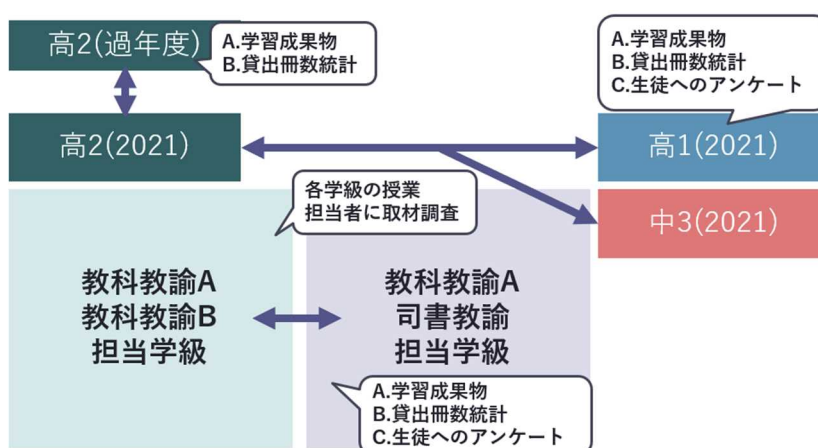 高2(過年度)
A.学習成果物
B.貸出冊数統計
A.学習成果物
B.貸出冊数統計
C.生徒へのアンケート
高2(2021)
高1(2021)
各学級の授業
担当者に取材調査
中3(2021)
教科教諭A
教科教諭B
担当学級
教科教諭A
司書教諭
担当学級
A.学習成果物
B.貸出冊数統計
C.生徒へのアンケート